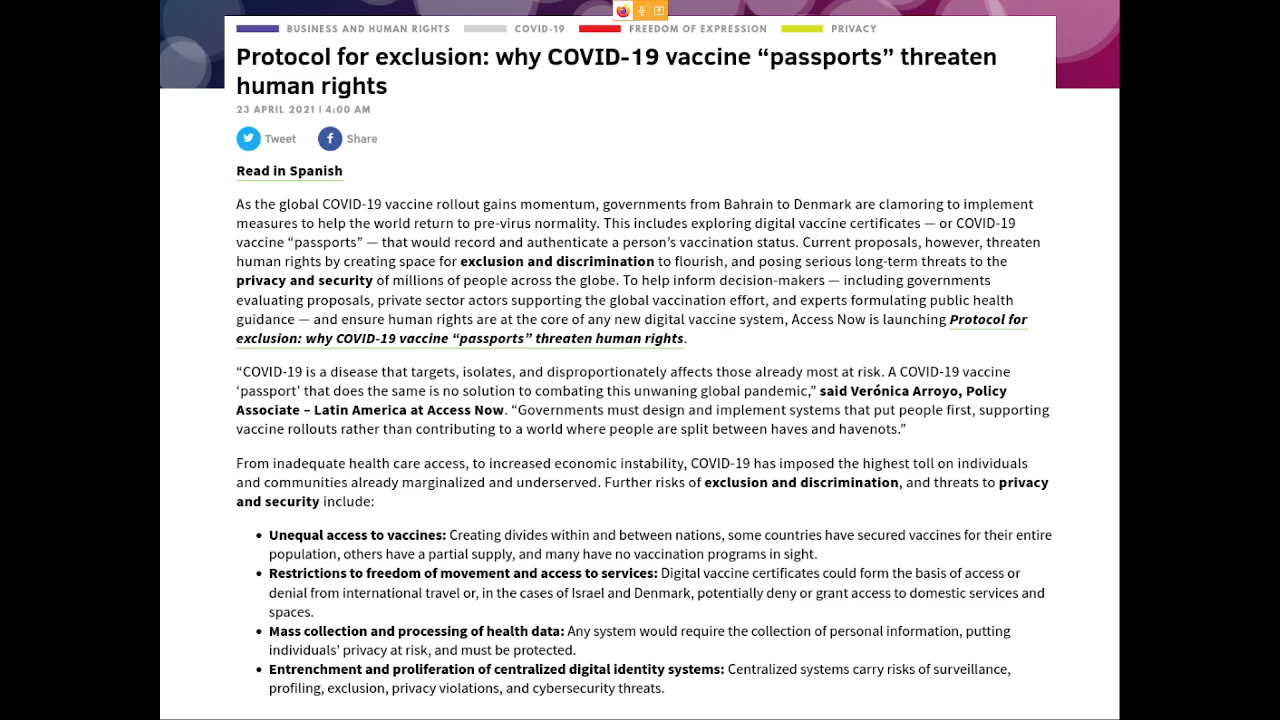 BUSINESS AND HUMAN RIGHTS COVID-19 FREEDOM OF EXPRESSION PRIVACY
Protocol for exclusion: why COVID-19 vaccine “passports” threaten
human rights
23 APRIL 2021 | 4:00 AM
Tweet Share
Read in Spanish
As the global COVID-19 vaccine rollout gains momentum, governments from Bahrain to Denmark are clamoring to implement
measures to help the world return to pre-virus normality. This includes exploring digital vaccine certificates — or COVID-19
vaccine “passports” — that would record and authenticate a person’s vaccination status. Current proposals, however, threaten
human rights by creating space for exclusion and discrimination to flourish, and posing serious long-term threats to the
privacy and security of millions of people across the globe. To help inform decision-makers — including governments
evaluating proposals, private sector actors supporting the global vaccination effort, and experts formulating public health
guidance — and ensure human rights are at the core of any new digital vaccine system, Access Now is launching Protocol for
exclusion: why COVID-19 vaccine “passports” threaten human rights.
“COVID-19 is a disease that targets, isolates, and disproportionately affects those already most at risk. A COVID-19 vaccine
‘passport’ that does the same is no solution to combating this unwaning global pandemic,” said Verónica Arroyo, Policy
Associate – Latin America at Access Now. “Governments must design and implement systems that put people first, supporting
vaccine rollouts rather than contributing to a world where people are split between haves and havenots.”
From inadequate health care access, to increased economic instability, COVID-19 has imposed the highest toll on individuals
and communities already marginalized and underserved. Further risks of exclusion and discrimination, and threats to privacy
and security include:
• Unequal access to vaccines: Creating divides within and between nations, some countries have secured vaccines for their entire
population, others have a partial supply, and many have no vaccination programs in sight.
• Restrictions to freedom of movement and access to services: Digital vaccine certificates could form the basis of access or
denial from international travel or, in the cases of Israel and Denmark, potentially deny or grant access to domestic services and
spaces.
• Mass collection and processing of health data: Any system would require the collection of personal information, putting
individuals’ privacy at risk, and must be protected.
• Entrenchment and proliferation of centralized digital identity systems: Centralized systems carry risks of surveillance,
profiling, exclusion, privacy violations, and cybersecurity threats.